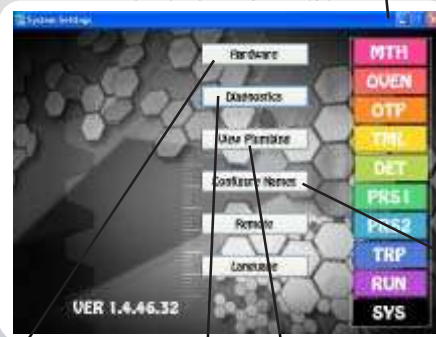 System Settings
Hardware
Diagnostics
View Plumbing
Configure Names
Remote
Language
VER 1.4.46.32
MTH
OVEN
OTP
TML
DET
PRS1
PRS2
TRP
RUN
SYS